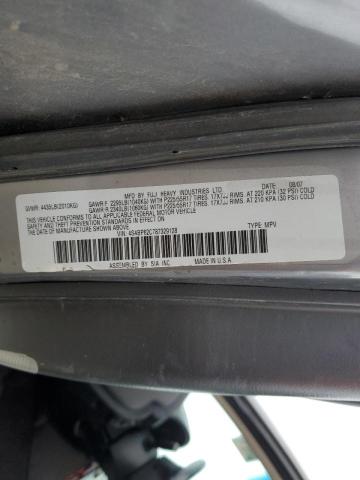 MFD BY FUJI HEAVY INDUSTRIES LTD. DATE 08/07
GVWR: 4435LB(2010KG) GAWR:F 2295LB(1040KG) WITH P225/55R17 TIRES, 17X7JJ RIMS, AT 220 KPA (32 PSI) COLD
GAWR:R 2340LB(1060KG) WITH P225/55R17 TIRES, 17X7JJ RIMS, AT 210 KPA (30 PSI) COLD
THIS VEHICLE CONFORMS TO ALL APPLICABLE
FEDERAL MOTOR VEHICLE SAFETY STANDARDS
IN EFFECT ON THE DATE OF MANUFACTURE
SHOWN ABOVE
VIN: 4S4BP62C787329128 TYPE: MPV
ASSEMBLED BY SIA INC. MADE IN U.S.A.